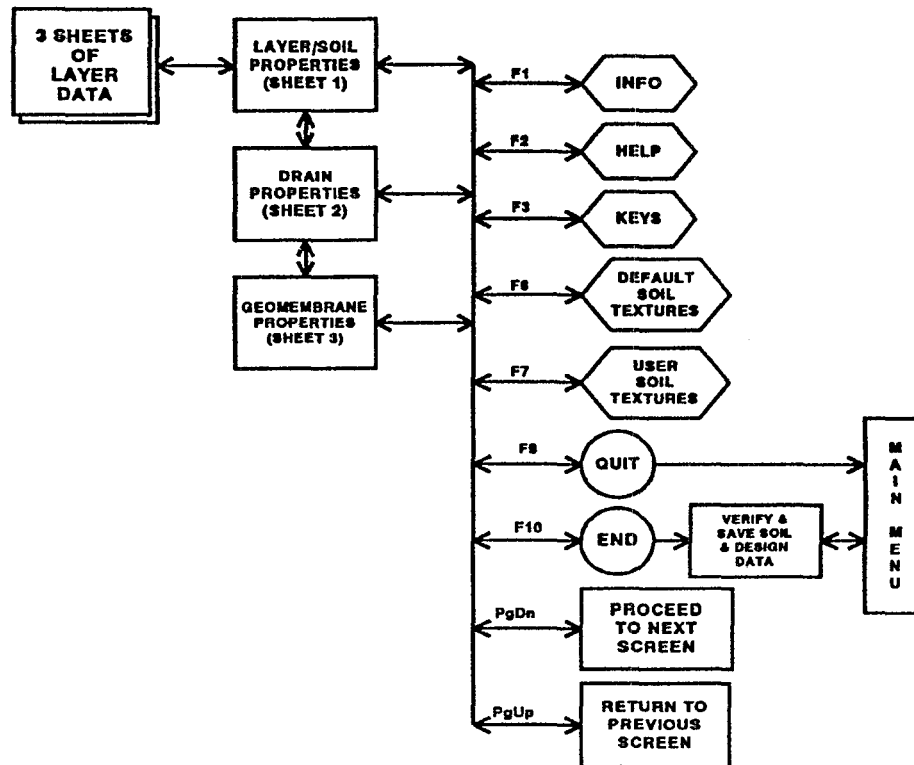 3 SHEETS
OF
LAYER
DATA
LAYER/SOIL
PROPERTIES
(SHEET 1)
DRAIN
PROPERTIES
(SHEET 2)
GEOMEMBRANE
PROPERTIES
(SHEET 3)
F1
INFO
F2
HELP
F3
KEYS
F6
DEFAULT
SOIL
TEXTURES
F7
USER
SOIL
TEXTURES
F9
QUIT
F10
END
VERIFY &
SAVE SOIL
& DESIGN
DATA
MAIN MENU
PgDn
PROCEED
TO NEXT
SCREEN
PgUp
RETURN TO
PREVIOUS
SCREEN